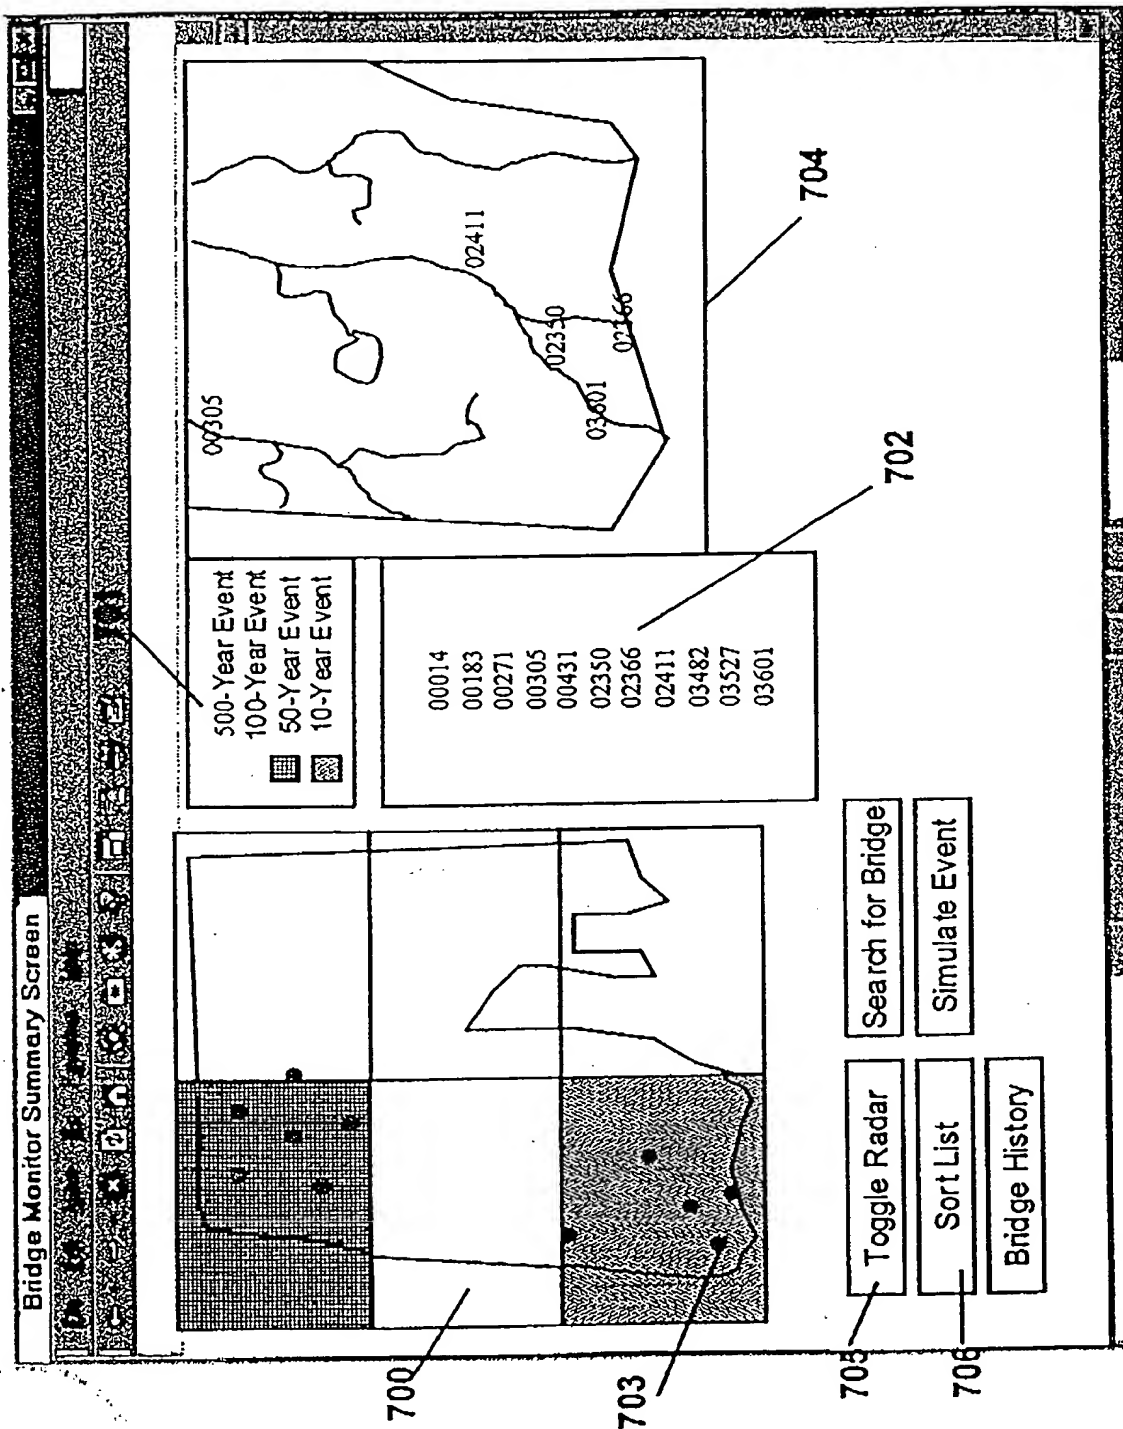 Bridge Monitor Summary Screen
500-Year Event
100-Year Event
50-Year Event
10-Year Event
00014
00183
00271
00305
00431
02350
02366
02411
03482
03527
03601
00305
02411
02350
02366
03601
Toggle Radar
Search for Bridge
Sort List
Simulate Event
Bridge History
700
702
703
704
705
706